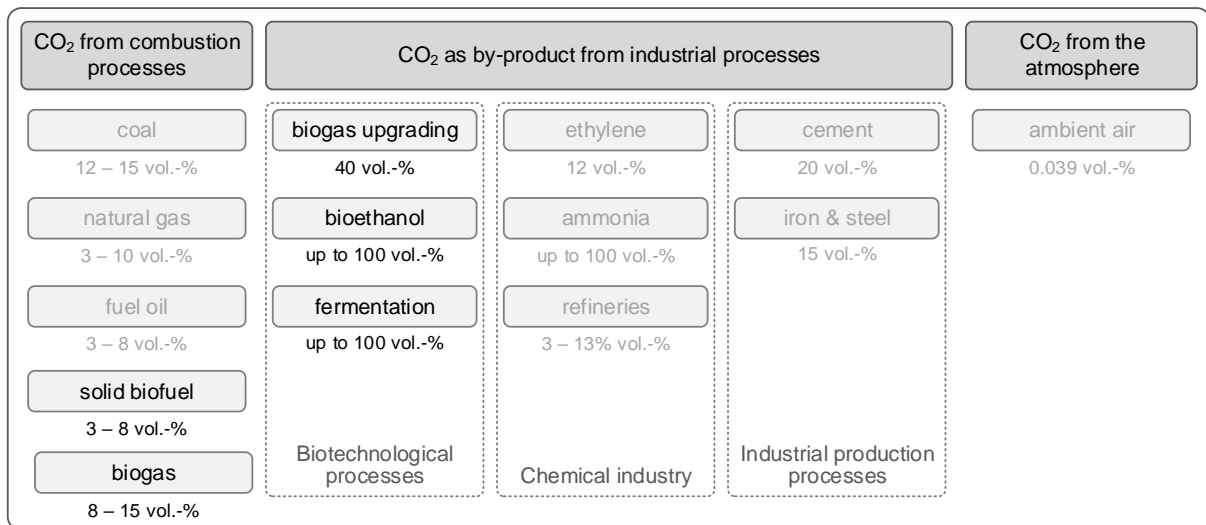 CO₂ from combustion
processes
coal
12 – 15 vol.-%
natural gas
3 – 10 vol.-%
fuel oil
3 – 8 vol.-%
solid biofuel
3 – 8 vol.-%
biogas
8 – 15 vol.-%
CO₂ as by-product from industrial processes
biogas upgrading
40 vol.-%
bioethanol
up to 100 vol.-%
fermentation
up to 100 vol.-%
Biotechnological
processes
ethylene
12 vol.-%
ammonia
up to 100 vol.-%
refineries
3 – 13% vol.-%
Chemical industry
cement
20 vol.-%
iron & steel
15 vol.-%
Industrial production
processes
CO₂ from the
atmosphere
ambient air
0.039 vol.-%